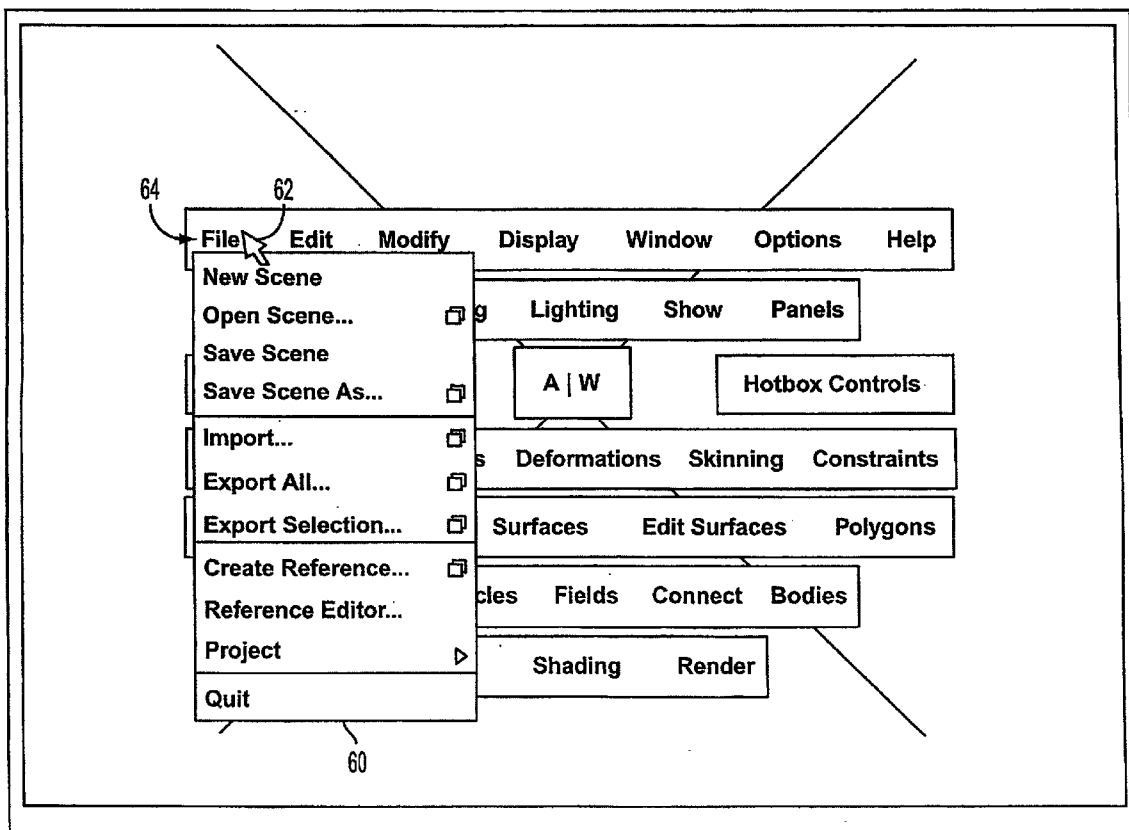 64 62
File Edit Modify Display Window Options Help
New Scene
Open Scene... g Lighting Show Panels
Save Scene
A | W Hotbox Controls
Save Scene As...
Import... s Deformations Skinning Constraints
Export All...
Export Selection... Surfaces Edit Surfaces Polygons
Create Reference...
Reference Editor... cles Fields Connect Bodies
Project Shading Render
Quit
60